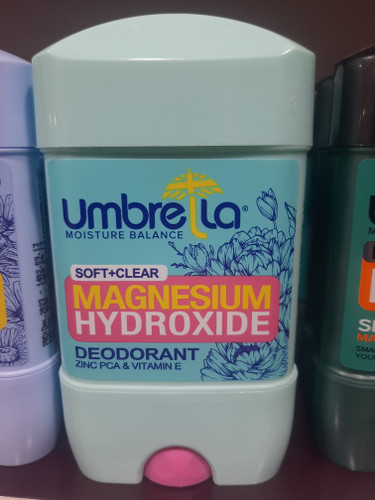 Umbrella®
MOISTURE BALANCE
SOFT+CLEAR
MAGNESIUM
HYDROXIDE
DEODORANT
ZINC PCA & VITAMIN E